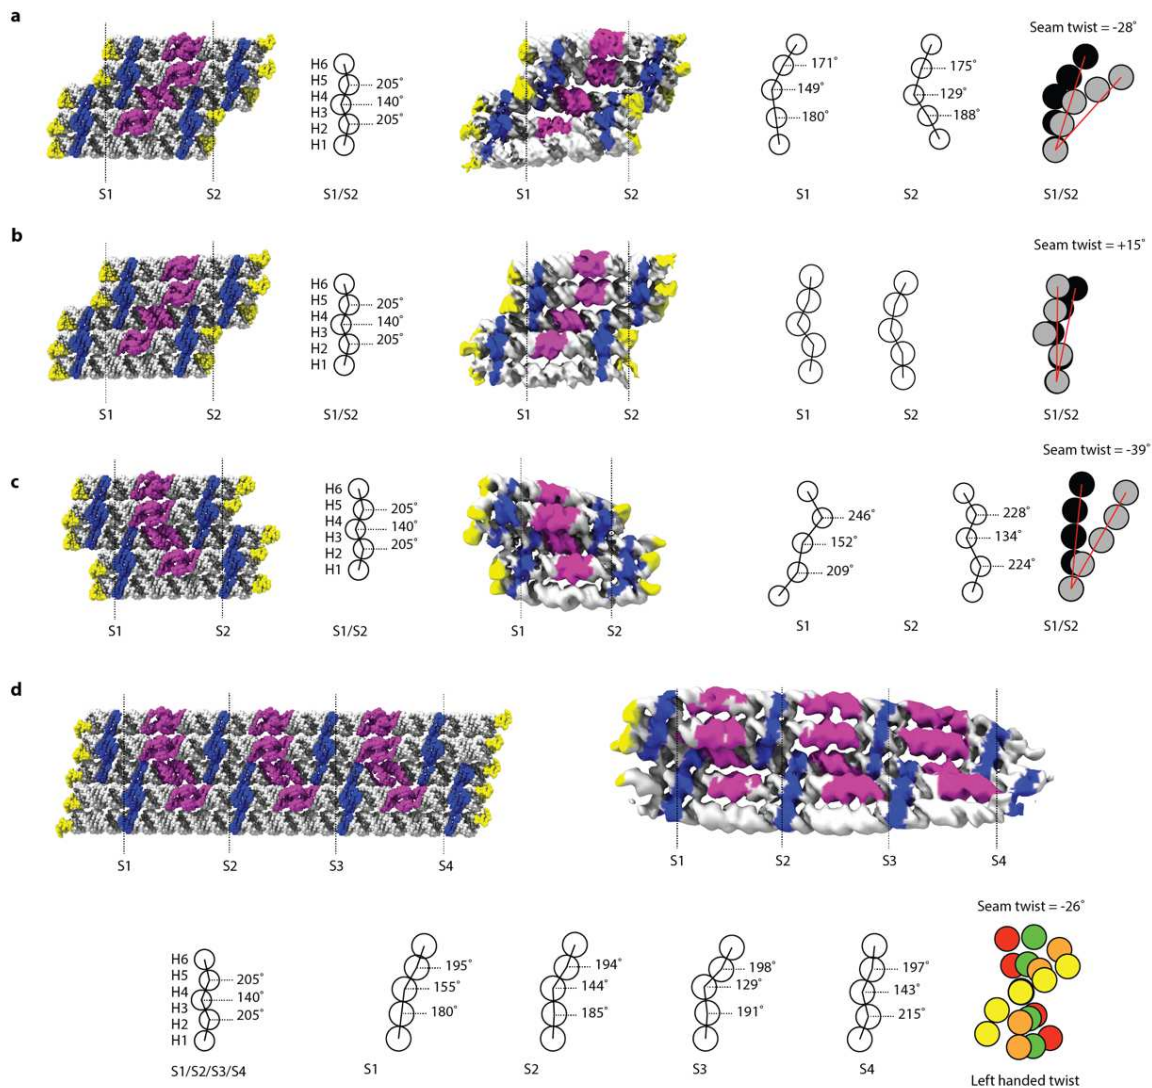 a
Seam twist = -28°
H6
H5
205°
H4
140°
H3
205°
H2
H1
171°
149°
180°
175°
129°
188°
S1
S2
S1/S2
S1
S2
S1
S2
S1/S2
b
Seam twist = +15°
H6
H5
205°
H4
140°
H3
205°
H2
H1
S1
S2
S1/S2
S1
S2
S1
S2
S1/S2
c
Seam twist = -39°
H6
H5
205°
H4
140°
H3
205°
H2
H1
246°
152°
209°
228°
134°
224°
S1
S2
S1/S2
S1
S2
S1
S2
S1/S2
d
S1
S2
S3
S4
S1
S2
S3
S4
Seam twist = -26°
H6
H5
205°
H4
140°
H3
205°
H2
H1
195°
155°
180°
194°
144°
185°
198°
129°
191°
197°
143°
215°
S1/S2/S3/S4
S1
S2
S3
S4
Left handed twist